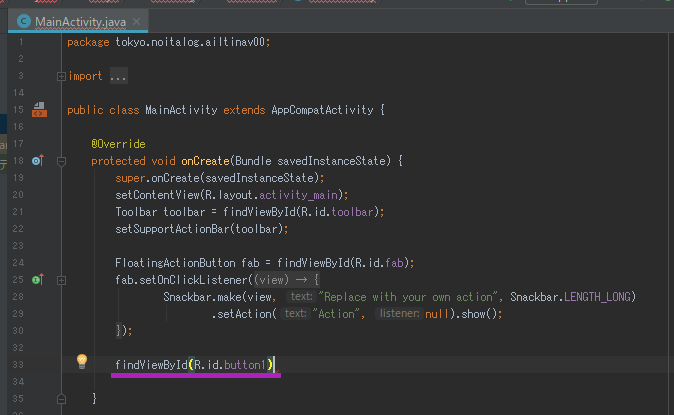 MainActivity.java
1 package tokyo.noitalog.ailtinav00;
2
3 import ...
14
15 public class MainActivity extends AppCompatActivity {
16
17 @Override
18 protected void onCreate(Bundle savedInstanceState) {
19 super.onCreate(savedInstanceState);
20 setContentView(R.layout.activity_main);
21 Toolbar toolbar = findViewById(R.id.toolbar);
22 setSupportActionBar(toolbar);
23
24 FloatingActionButton fab = findViewById(R.id.fab);
25 fab.setOnClickListener((view) → {
28 Snackbar.make(view, text: "Replace with your own action", Snackbar.LENGTH_LONG)
29 .setAction( text: "Action", listener: null).show();
30 });
32
33 findViewById(R.id.button1)
34
35 }